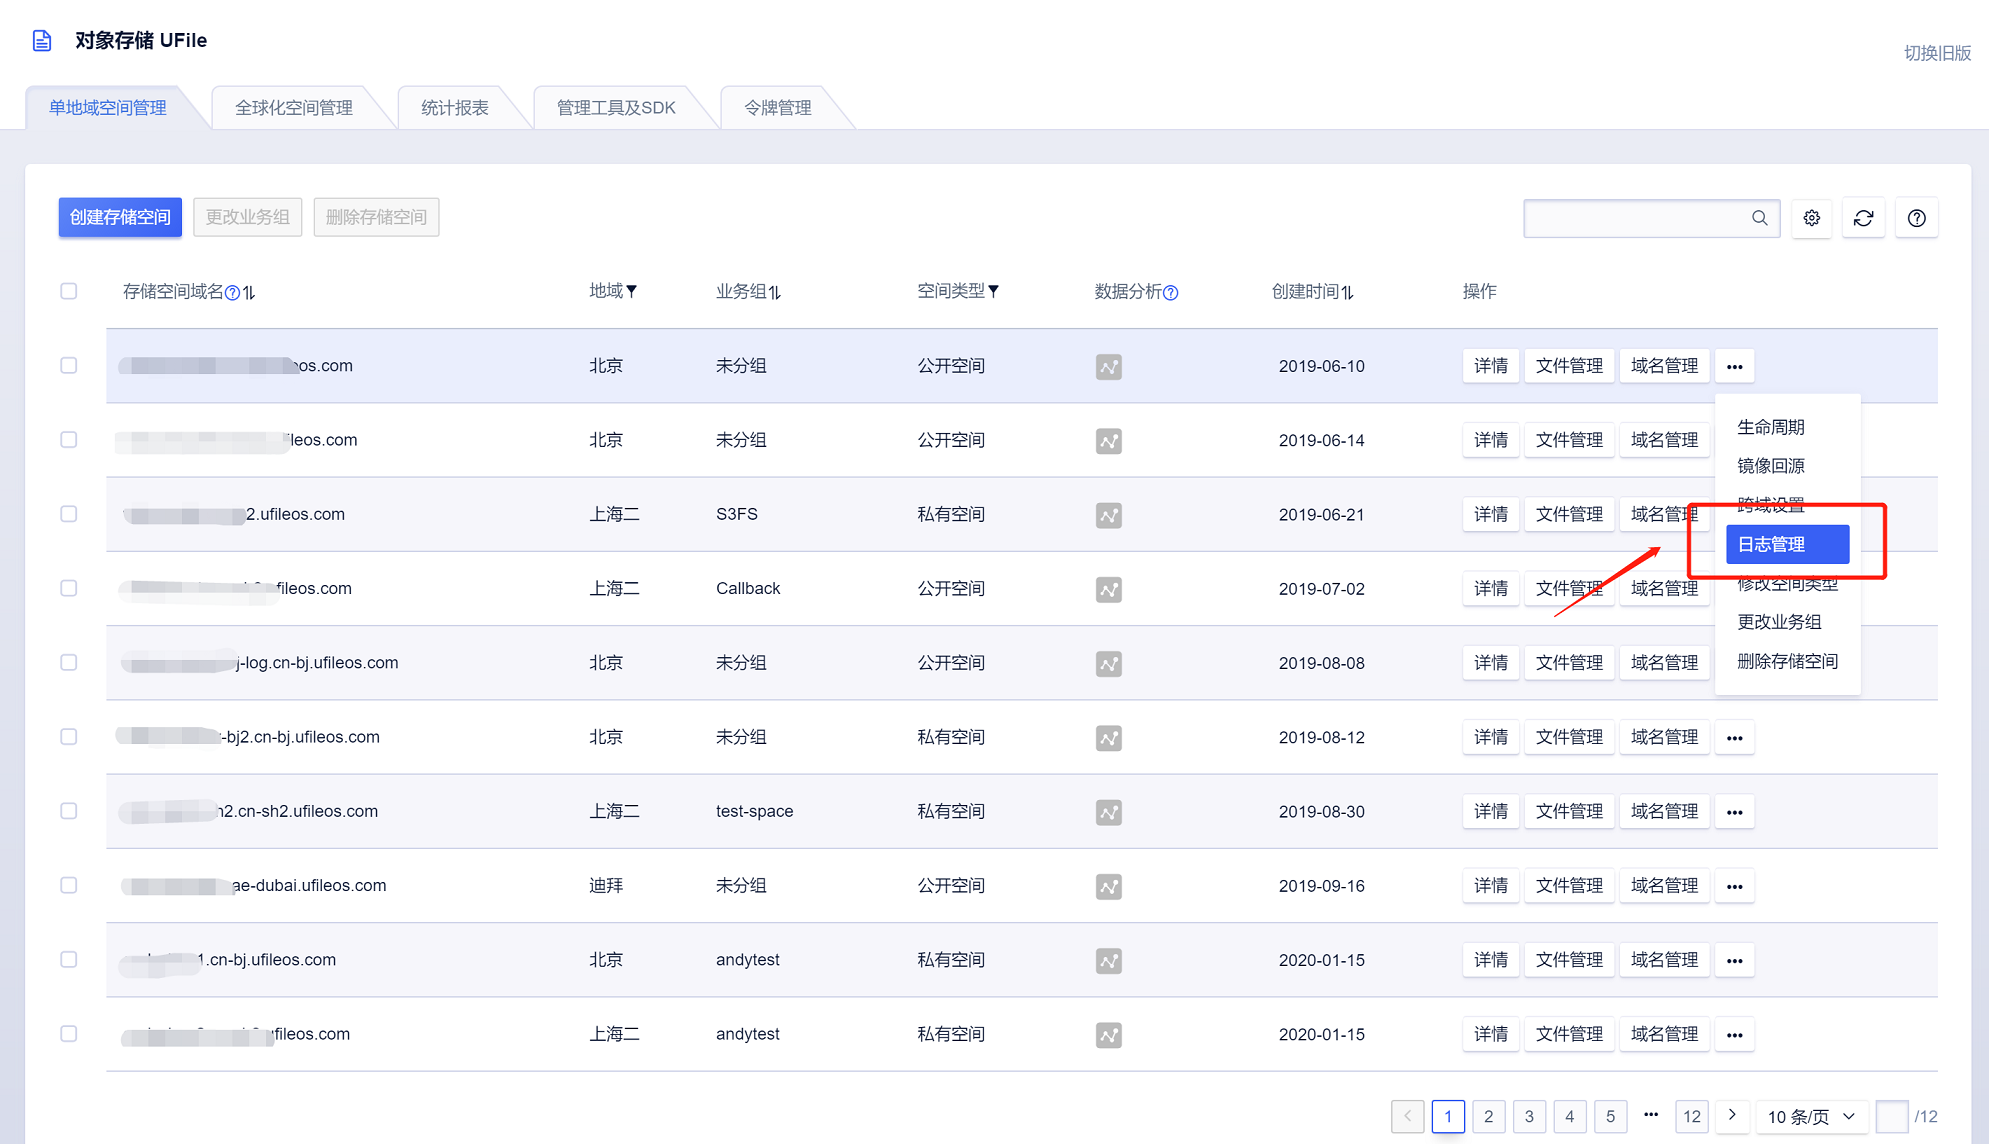 对象存储 UFile
切换旧版
单地域空间管理 全球化空间管理 统计报表 管理工具及SDK 令牌管理
创建存储空间 更改业务组 删除存储空间
存储空间域名 地域 业务组 空间类型 数据分析 创建时间 操作
os.com 北京 未分组 公开空间 2019-06-10 详情 文件管理 域名管理 •••
生命周期
ileos.com 北京 未分组 公开空间 2019-06-14 详情 文件管理 域名管理
镜像回源
跨域设置
2.ufileos.com 上海二 S3FS 私有空间 2019-06-21 详情 文件管理 域名管理
日志管理
修改空间类型
fileos.com 上海二 Callback 公开空间 2019-07-02 详情 文件管理 域名管理
更改业务组
j-log.cn-bj.ufileos.com 北京 未分组 公开空间 2019-08-08 详情 文件管理 域名管理
删除存储空间
-bj2.cn-bj.ufileos.com 北京 未分组 私有空间 2019-08-12 详情 文件管理 域名管理 •••
2.cn-sh2.ufileos.com 上海二 test-space 私有空间 2019-08-30 详情 文件管理 域名管理 •••
ae-dubai.ufileos.com 迪拜 未分组 公开空间 2019-09-16 详情 文件管理 域名管理 •••
1.cn-bj.ufileos.com 北京 andytest 私有空间 2020-01-15 详情 文件管理 域名管理 •••
fileos.com 上海二 andytest 私有空间 2020-01-15 详情 文件管理 域名管理 •••
< 1 2 3 4 5 ••• 12 > 10 条/页 /12